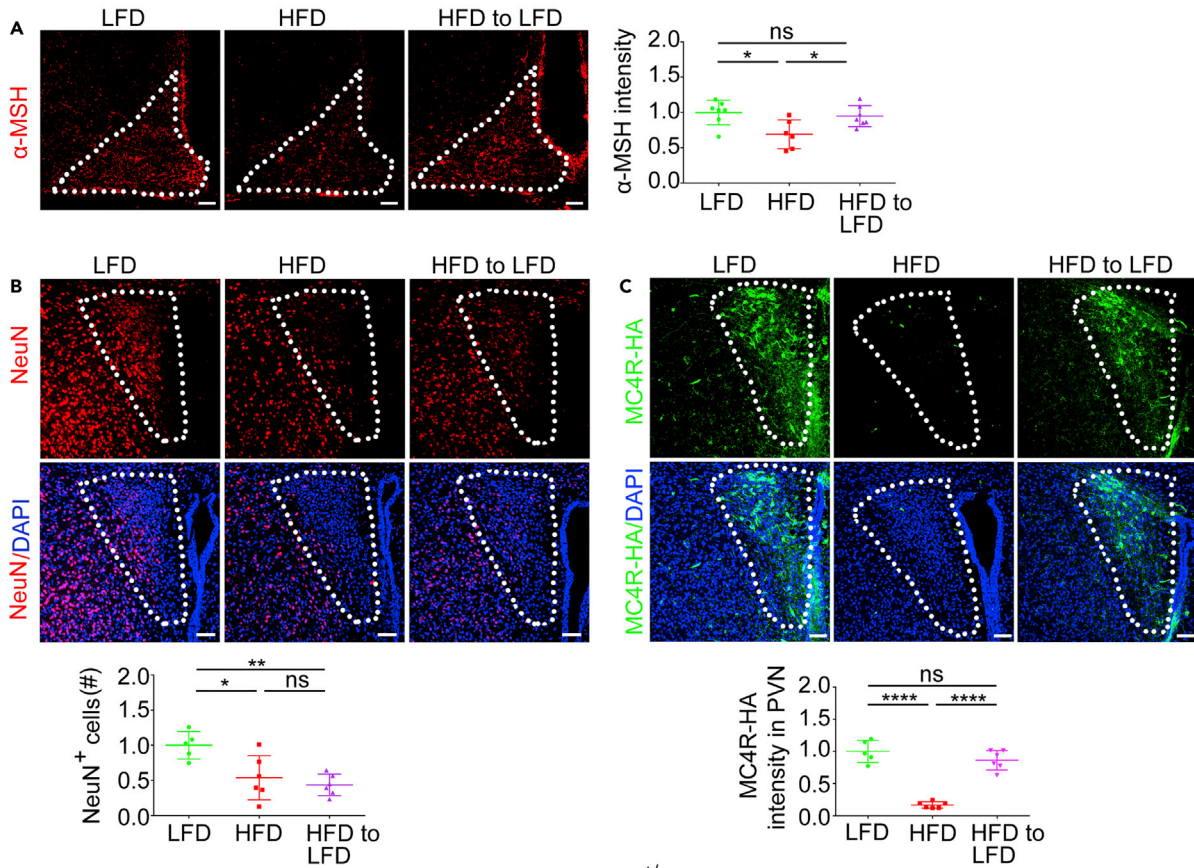 A
LFD
HFD
HFD to LFD
α-MSH
α-MSH intensity
2.0
1.5
1.0
0.5
0.0
ns
*
*
LFD
HFD
HFD to
LFD
B
LFD
HFD
HFD to LFD
NeuN
NeuN/DAPI
NeuN+ cells(#)
2.0
1.5
1.0
0.5
0.0
**
*
ns
LFD
HFD
HFD to
LFD
C
LFD
HFD
HFD to LFD
MC4R-HA
MC4R-HA/DAPI
MC4R-HA
intensity in PVN
2.0
1.5
1.0
0.5
0.0
ns
****
****
LFD
HFD
HFD to
LFD